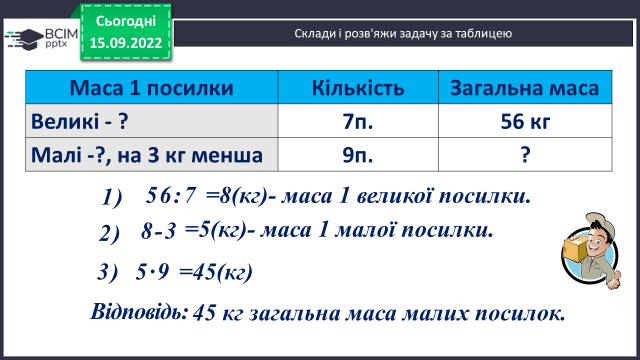 Сьогодні
15.09.2022
ВСІМ
pptx
Склади і розв'яжи задачу за таблицею
Маса 1 посилки Кількість Загальна маса
Великі - ? 7п. 56 кг
Малі -?, на 3 кг менша 9п. ?
1) 56:7 =8(кг)- маса 1 великої посилки.
2) 8-3 =5(кг)- маса 1 малої посилки.
3) 5·9 =45(кг)
Відповідь: 45 кг загальна маса малих посилок.